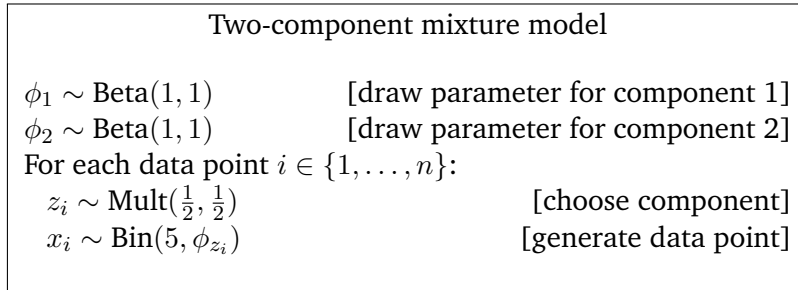 Two-component mixture model
ϕ₁ ∼ Beta(1, 1) [draw parameter for component 1]
ϕ₂ ∼ Beta(1, 1) [draw parameter for component 2]
For each data point i ∈ {1, . . . , n}:
zᵢ ∼ Mult(½, ½) [choose component]
xᵢ ∼ Bin(5, ϕ_{zᵢ}) [generate data point]